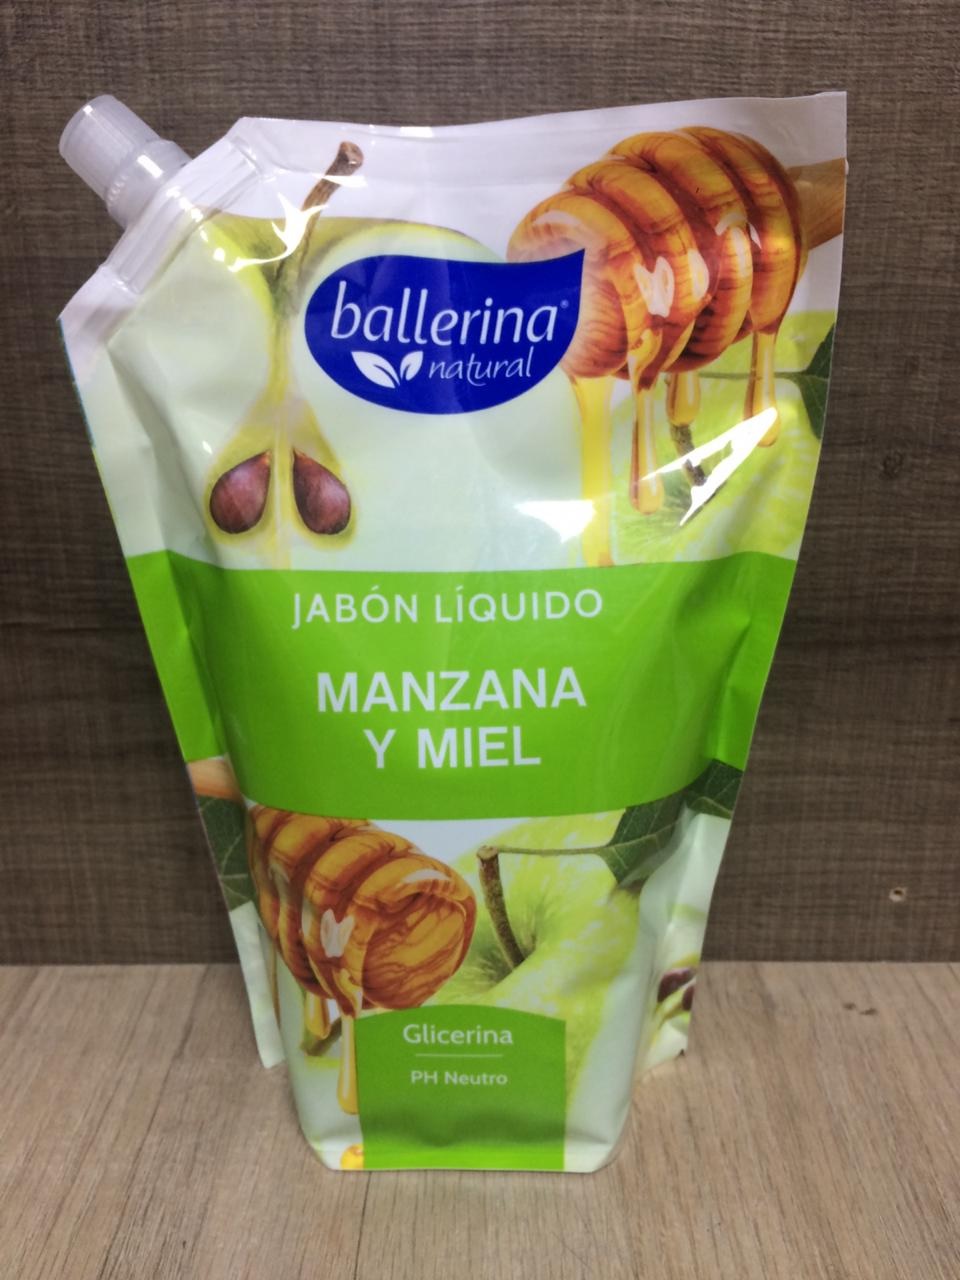 ballerina®
natural
JABÓN LÍQUIDO
MANZANA
Y MIEL
Glicerina
PH Neutro